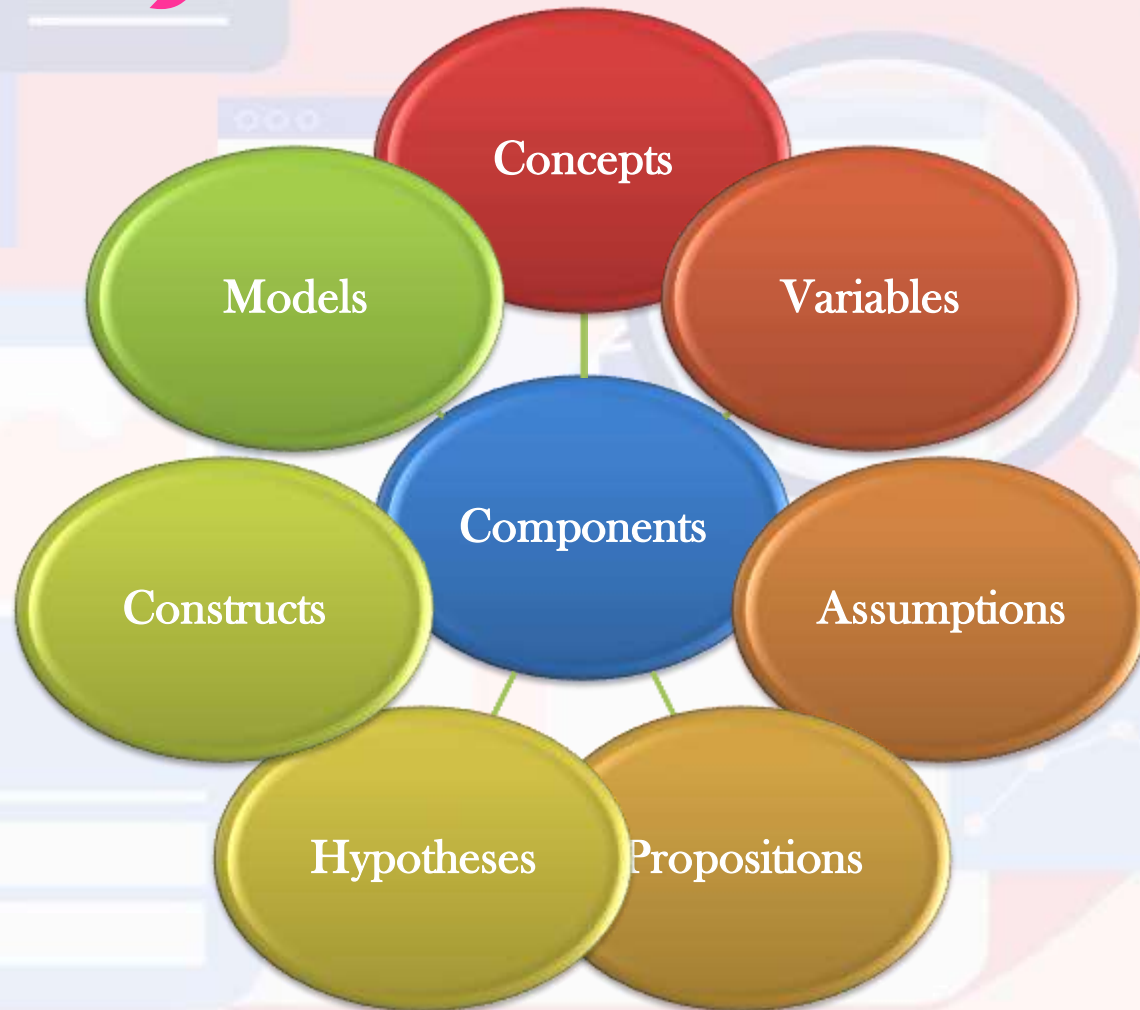 Concepts
Models
Variables
Components
Constructs
Assumptions
Hypotheses
Propositions